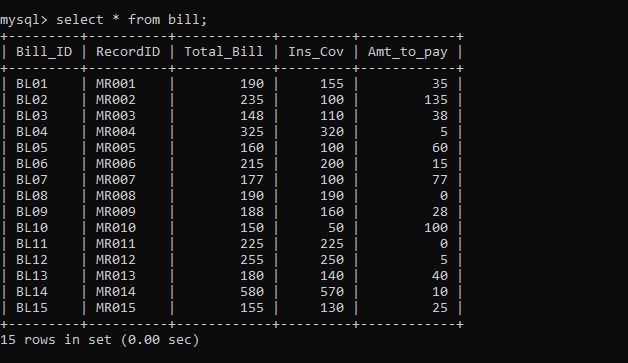 mysql> select * from bill;
+---------+----------+------------+---------+------------+
| Bill_ID | RecordID | Total_Bill | Ins_Cov | Amt_to_pay |
+---------+----------+------------+---------+------------+
| BL01    | MR001    |        190 |     155 |         35 |
| BL02    | MR002    |        235 |     100 |        135 |
| BL03    | MR003    |        148 |     110 |         38 |
| BL04    | MR004    |        325 |     320 |          5 |
| BL05    | MR005    |        160 |     100 |         60 |
| BL06    | MR006    |        215 |     200 |         15 |
| BL07    | MR007    |        177 |     100 |         77 |
| BL08    | MR008    |        190 |     190 |          0 |
| BL09    | MR009    |        188 |     160 |         28 |
| BL10    | MR010    |        150 |      50 |        100 |
| BL11    | MR011    |        225 |     225 |          0 |
| BL12    | MR012    |        255 |     250 |          5 |
| BL13    | MR013    |        180 |     140 |         40 |
| BL14    | MR014    |        580 |     570 |         10 |
| BL15    | MR015    |        155 |     130 |         25 |
+---------+----------+------------+---------+------------+
15 rows in set (0.00 sec)